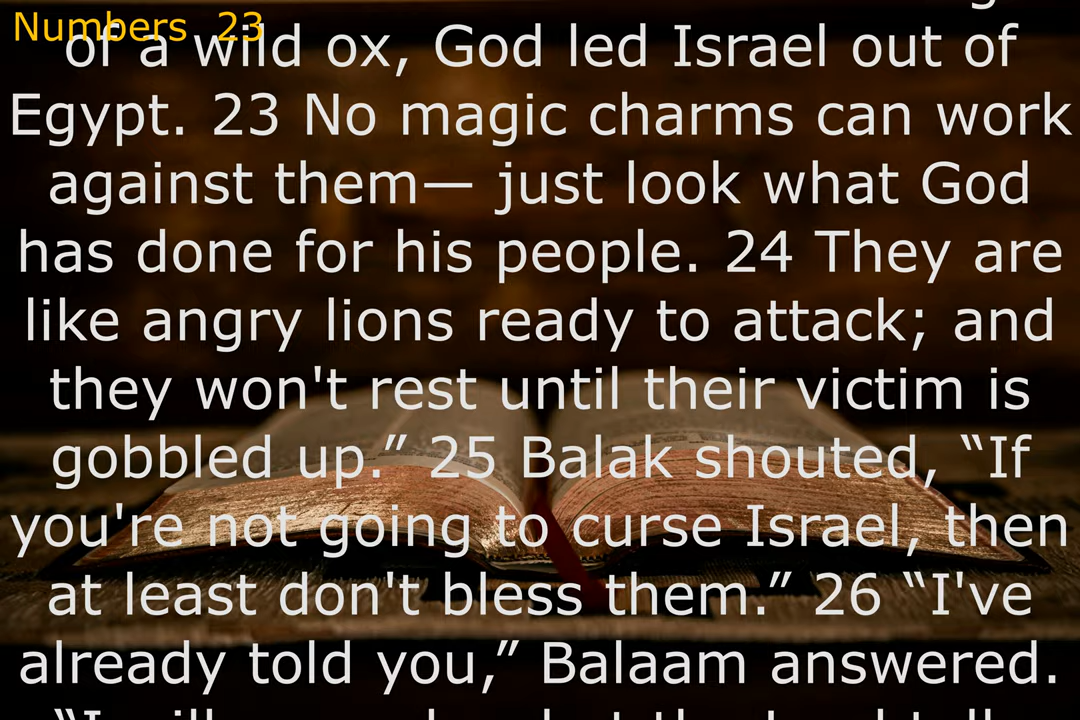 Numbers 23
of a wild ox, God led Israel out of
Egypt. 23 No magic charms can work
against them— just look what God
has done for his people. 24 They are
like angry lions ready to attack; and
they won't rest until their victim is
gobbled up.” 25 Balak shouted, “If
you're not going to curse Israel, then
at least don't bless them.” 26 “I've
already told you,” Balaam answered.